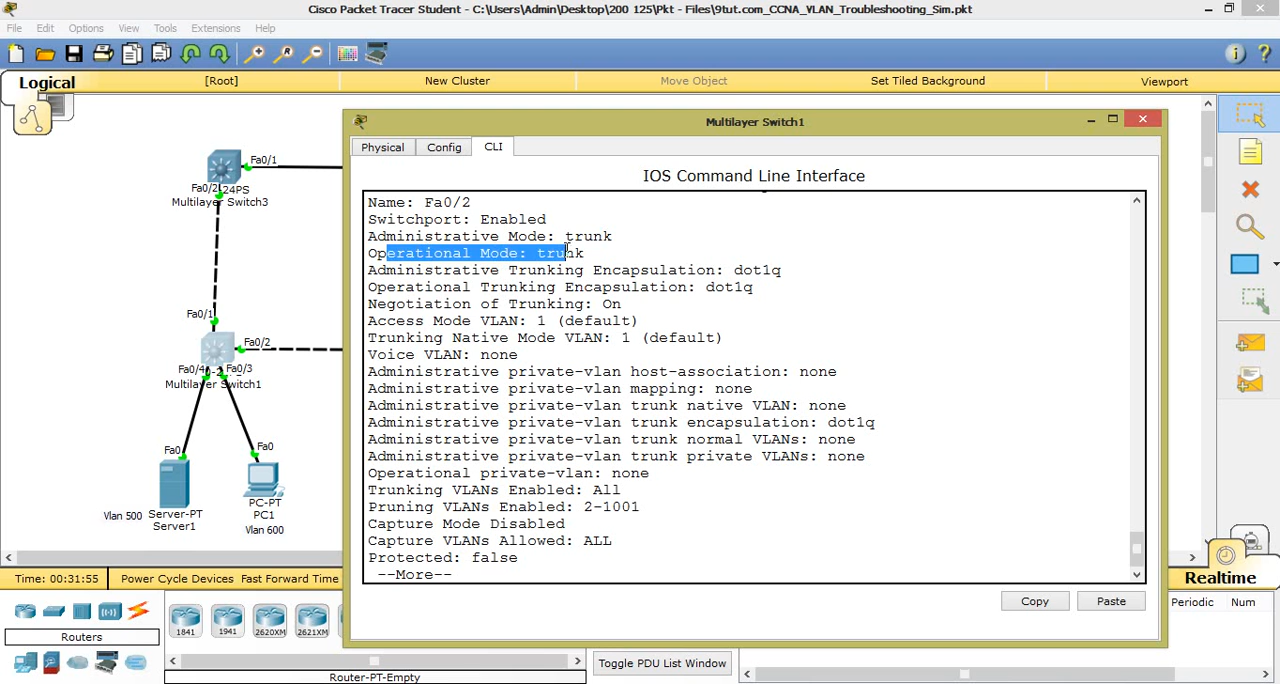 Cisco Packet Tracer Student - C:\Users\Admin\Desktop\200 125\Pkt\9tut.com_CCNA_VLAN_Troubleshooting_Sim.pkt
File Edit Options View Tools Extensions Help
Logical [Root] New Cluster Move Object Set Tiled Background Viewport
Multilayer Switch1
Physical Config CLI
IOS Command Line Interface
Name: Fa0/2
Switchport: Enabled
Administrative Mode: trunk
Operational Mode: trunk
Administrative Trunking Encapsulation: dot1q
Operational Trunking Encapsulation: dot1q
Negotiation of Trunking: On
Access Mode VLAN: 1 (default)
Trunking Native Mode VLAN: 1 (default)
Voice VLAN: none
Administrative private-vlan host-association: none
Administrative private-vlan mapping: none
Administrative private-vlan trunk native VLAN: none
Administrative private-vlan trunk encapsulation: dot1q
Administrative private-vlan trunk normal VLANs: none
Administrative private-vlan trunk private VLANs: none
Operational private-vlan: none
Trunking VLANs Enabled: All
Pruning VLANs Enabled: 2-1001
Capture Mode Disabled
Capture VLANs Allowed: ALL
Protected: false
--More--
Copy Paste
Fa0/1
Fa0/2 24PS
Multilayer Switch3
Fa0/1
Fa0/2
Fa0/4 Fa0/3
Multilayer Switch1
Fa0 Fa0
Server-PT
Server1
Vlan 500
PC-PT
PC1
Vlan 600
Time: 00:31:55 Power Cycle Devices Fast Forward Time
Realtime
Routers
1841 1941 2620XM 2621XM
Router-PT-Empty
Toggle PDU List Window
Periodic Num